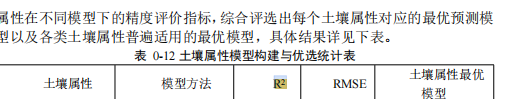 属性在不同模型下的精度评价指标，综合评选出每个土壤属性对应的最优预测模
型以及各类土壤属性普遍适用的最优模型，具体结果详见下表。
表 0-12 土壤属性模型构建与优选统计表
土壤属性 模型方法 R² RMSE 土壤属性最优
模型